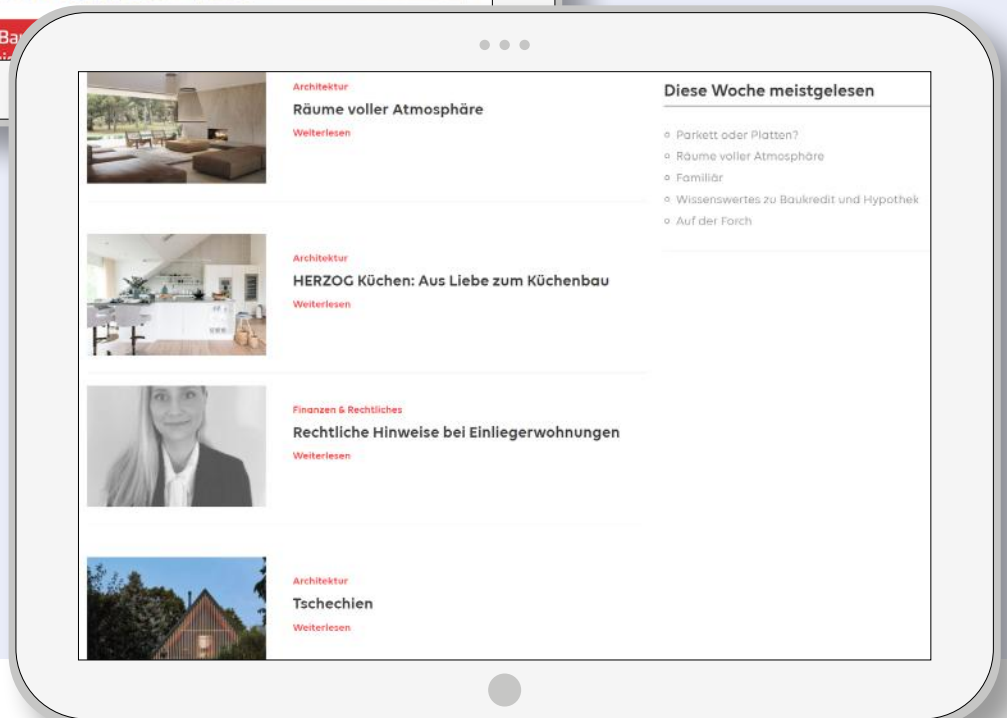 Architektur
Räume voller Atmosphäre
Weiterlesen
Architektur
HERZOG Küchen: Aus Liebe zum Küchenbau
Weiterlesen
Finanzen & Rechtliches
Rechtliche Hinweise bei Einliegerwohnungen
Weiterlesen
Architektur
Tschechien
Weiterlesen
Diese Woche meistgelesen
Parkett oder Platten?
Räume voller Atmosphäre
Familiär
Wissenswertes zu Baukredit und Hypothek
Auf der Forch